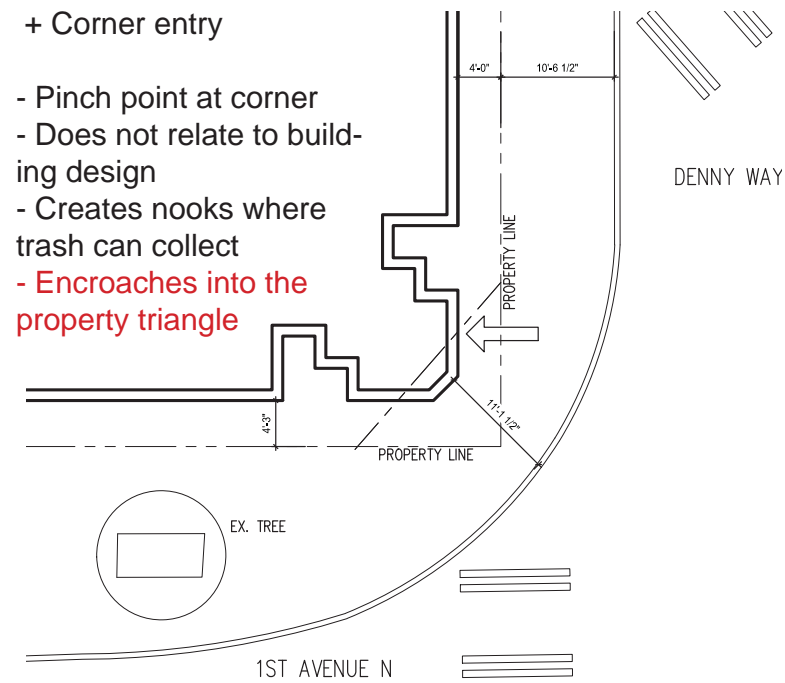 + Corner entry
- Pinch point at corner
- Does not relate to build-
ing design
- Creates nooks where
trash can collect
- Encroaches into the
property triangle
4'-0"
10'-6 1/2"
DENNY WAY
PROPERTY LINE
11'-1 1/2"
4'-3"
PROPERTY LINE
EX. TREE
1ST AVENUE N